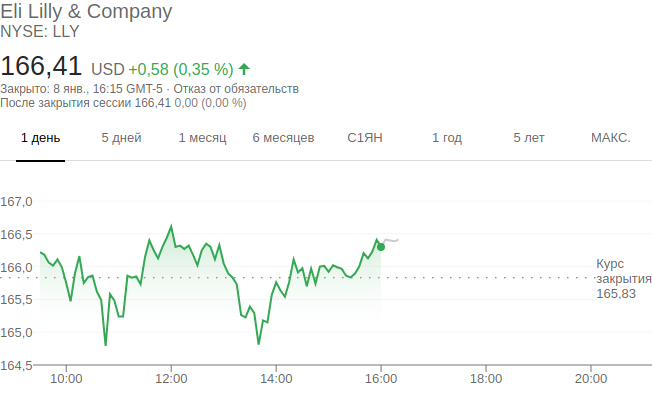 Eli Lilly & Company
NYSE: LLY
166,41 USD +0,58 (0,35 %)
Закрыто: 8 янв., 16:15 GMT-5 · Отказ от обязательств
После закрытия сессии 166,41 0,00 (0,00 %)
1 день 5 дней 1 месяц 6 месяцев С1ЯН 1 год 5 лет МАКС.
167,0
166,5
166,0
165,5
165,0
164,5
Курс
закрытия
165,83
10:00 12:00 14:00 16:00 18:00 20:00